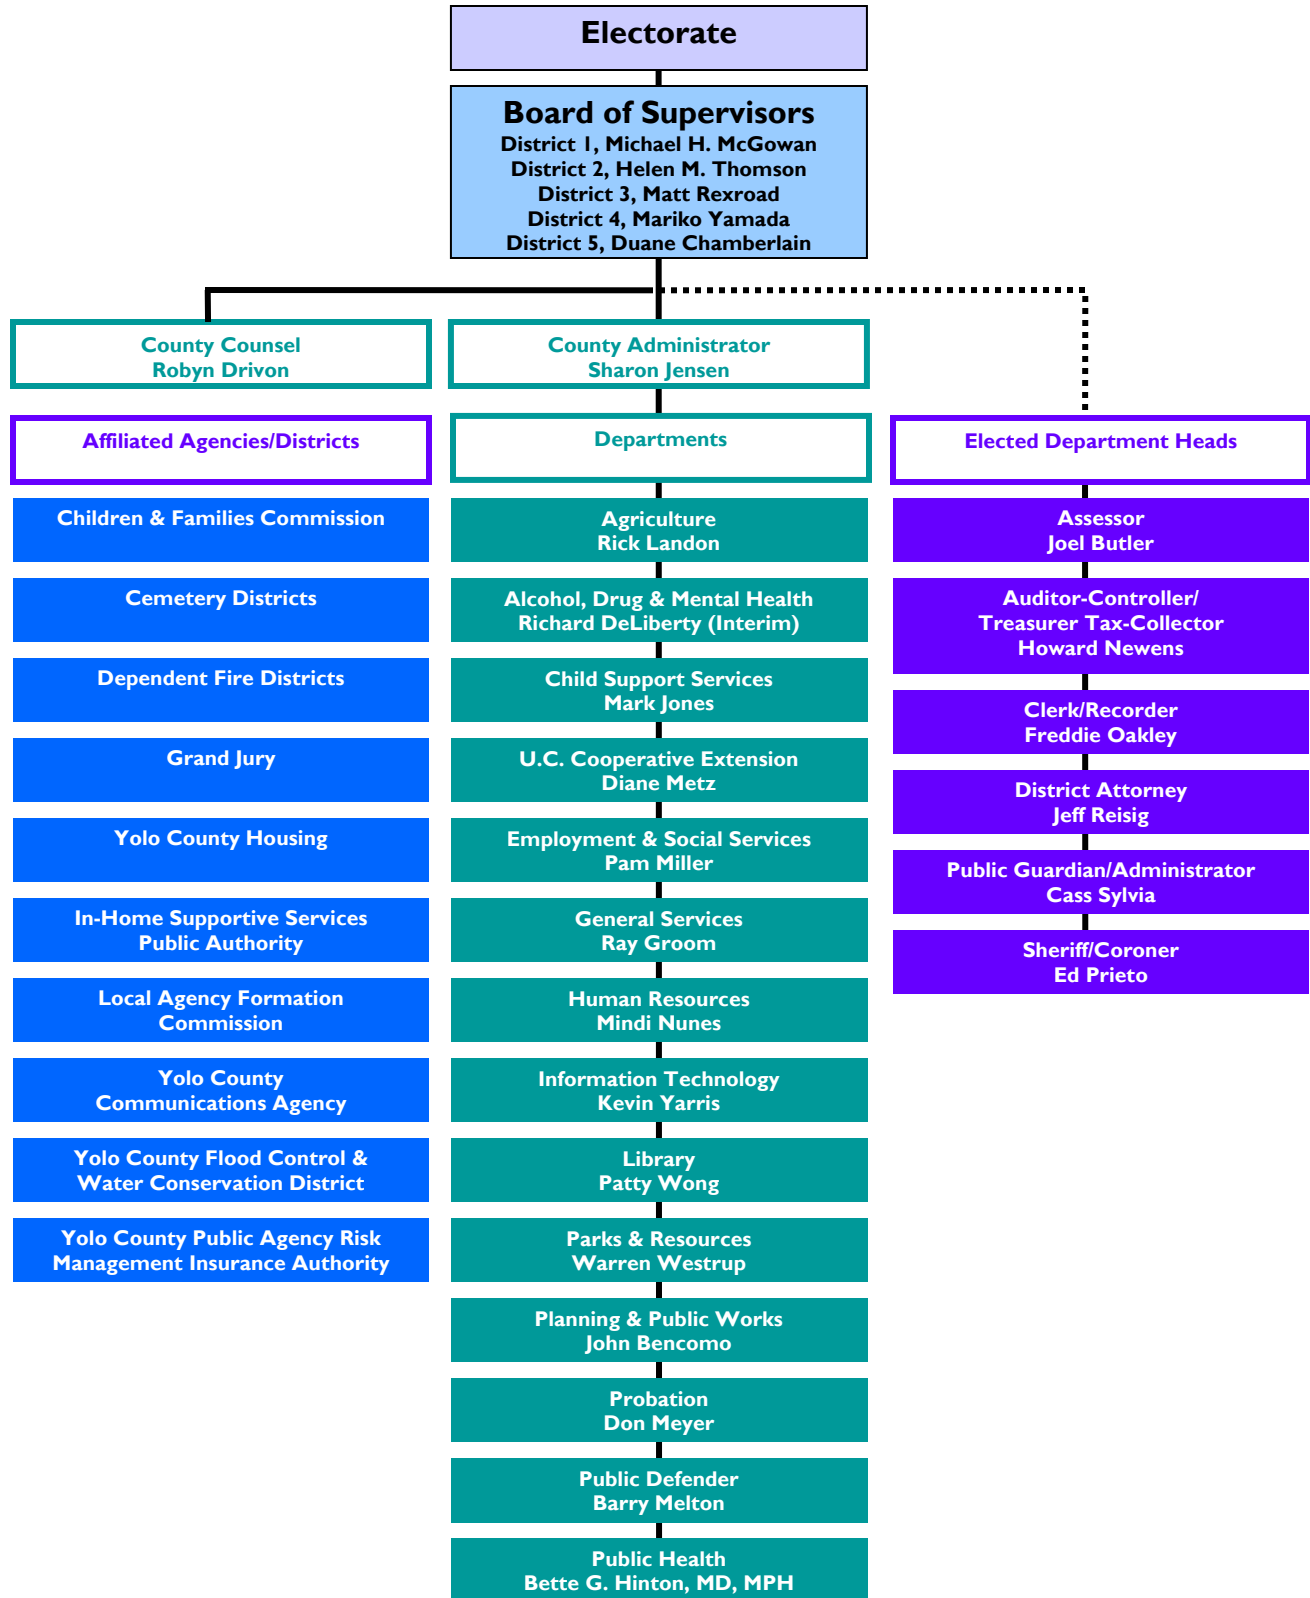 Electorate
Board of Supervisors
District 1, Michael H. McGowan
District 2, Helen M. Thomson
District 3, Matt Rexroad
District 4, Mariko Yamada
District 5, Duane Chamberlain
County Counsel
Robyn Drivon
County Administrator
Sharon Jensen
Affiliated Agencies/Districts
Children & Families Commission
Cemetery Districts
Dependent Fire Districts
Grand Jury
Yolo County Housing
In-Home Supportive Services
Public Authority
Local Agency Formation
Commission
Yolo County
Communications Agency
Yolo County Flood Control &
Water Conservation District
Yolo County Public Agency Risk
Management Insurance Authority
Departments
Agriculture
Rick Landon
Alcohol, Drug & Mental Health
Richard DeLiberty (Interim)
Child Support Services
Mark Jones
U.C. Cooperative Extension
Diane Metz
Employment & Social Services
Pam Miller
General Services
Ray Groom
Human Resources
Mindi Nunes
Information Technology
Kevin Yarris
Library
Patty Wong
Parks & Resources
Warren Westrup
Planning & Public Works
John Bencomo
Probation
Don Meyer
Public Defender
Barry Melton
Public Health
Bette G. Hinton, MD, MPH
Elected Department Heads
Assessor
Joel Butler
Auditor-Controller/
Treasurer Tax-Collector
Howard Newens
Clerk/Recorder
Freddie Oakley
District Attorney
Jeff Reisig
Public Guardian/Administrator
Cass Sylvia
Sheriff/Coroner
Ed Prieto